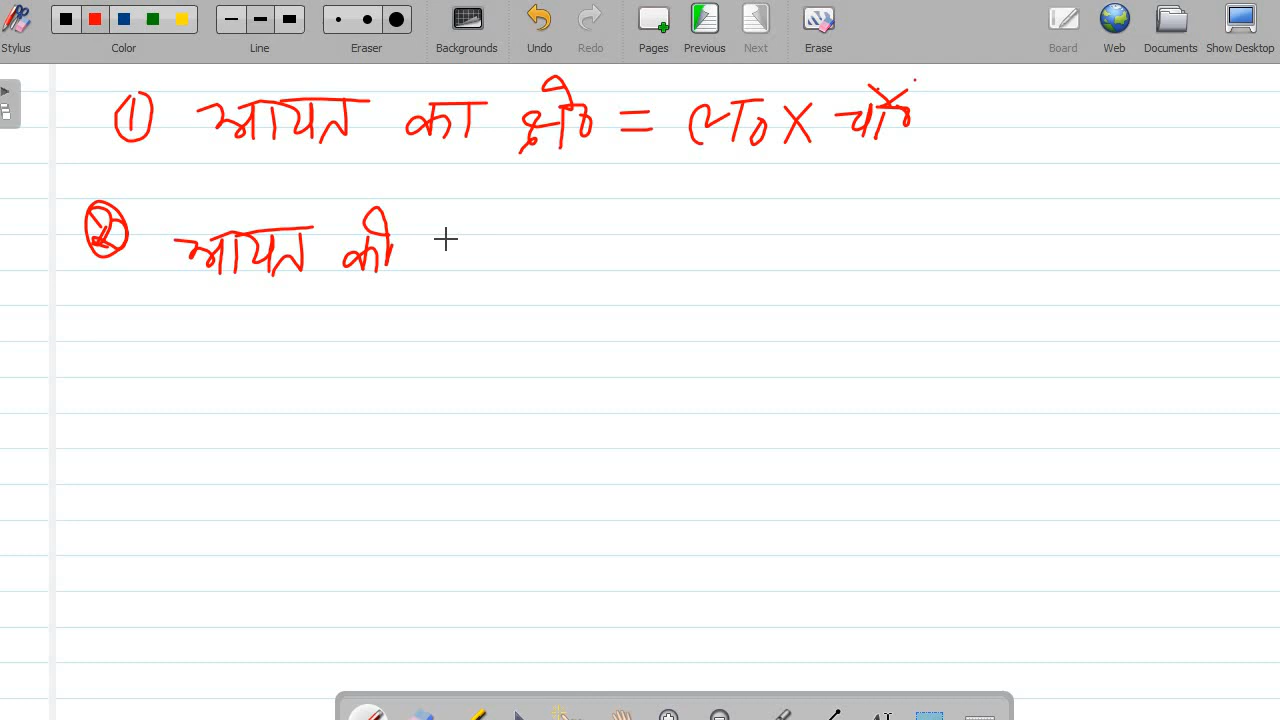 Stylus Color Line Eraser Backgrounds Undo Redo Pages Previous Next Erase Board Web Documents Show Desktop
① आयत का क्षे० = ल० × चौ०
② आयत की